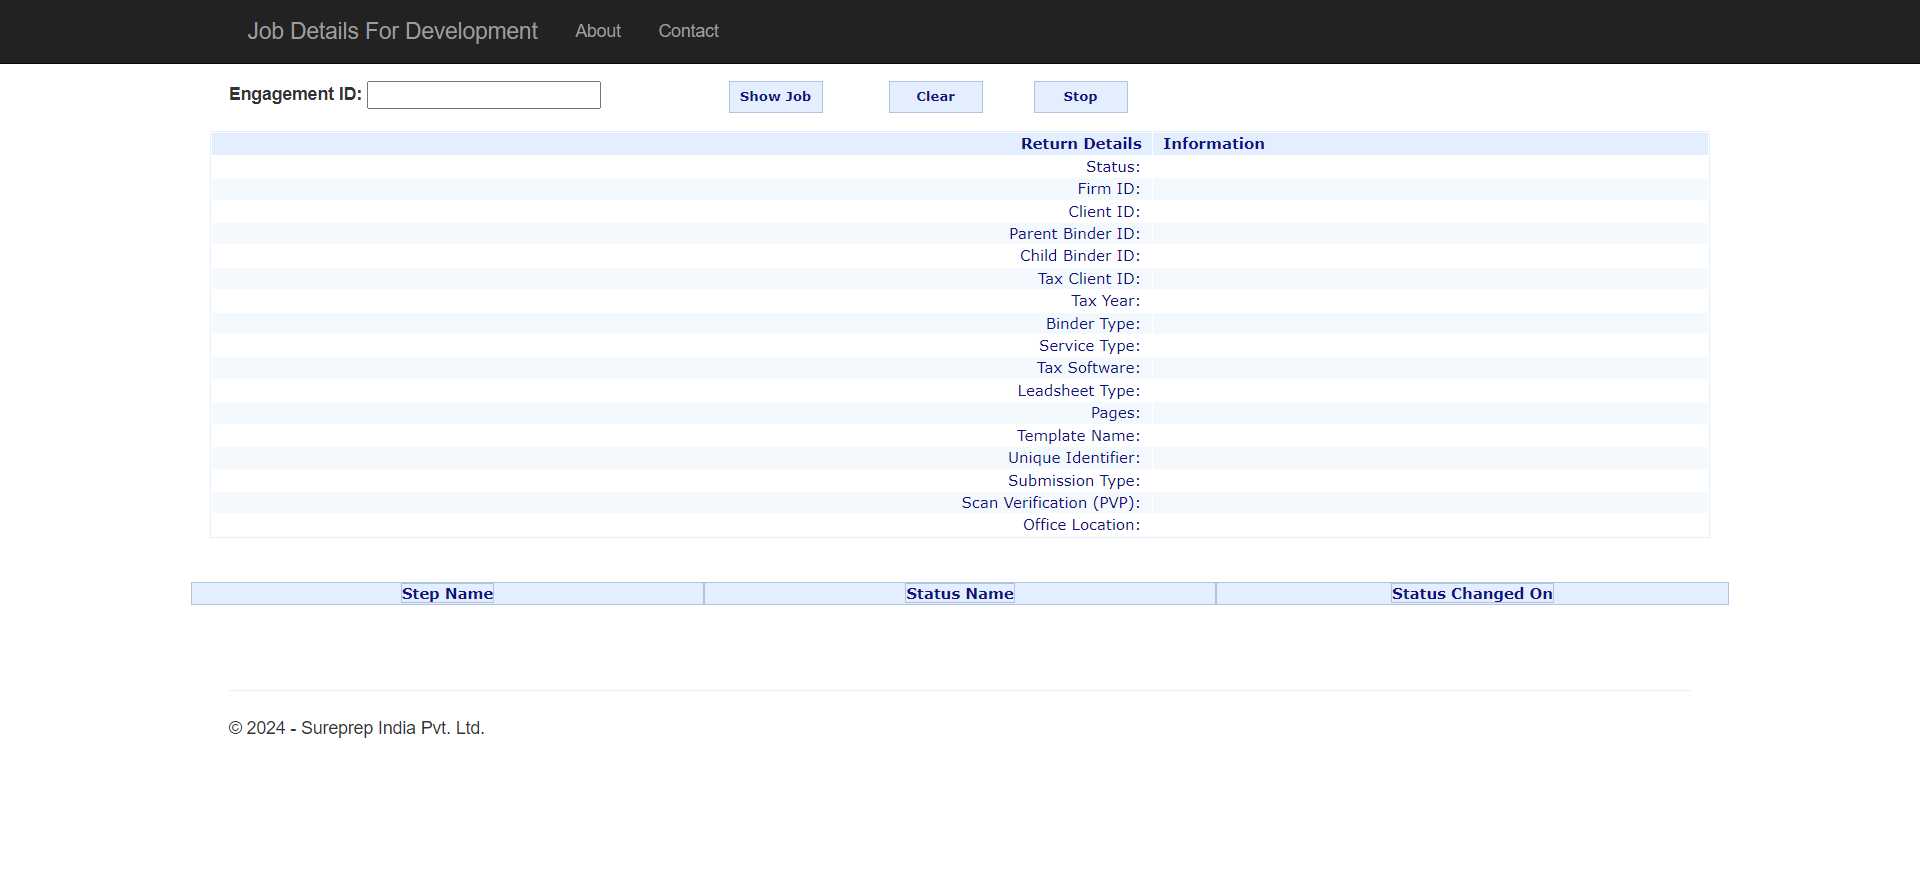 Job Details For Development About Contact
Engagement ID: Show Job Clear Stop
Return Details Information
Status:
Firm ID:
Client ID:
Parent Binder ID:
Child Binder ID:
Tax Client ID:
Tax Year:
Binder Type:
Service Type:
Tax Software:
Leadsheet Type:
Pages:
Template Name:
Unique Identifier:
Submission Type:
Scan Verification (PVP):
Office Location:
Step Name Status Name Status Changed On
© 2024 - Sureprep India Pvt. Ltd.